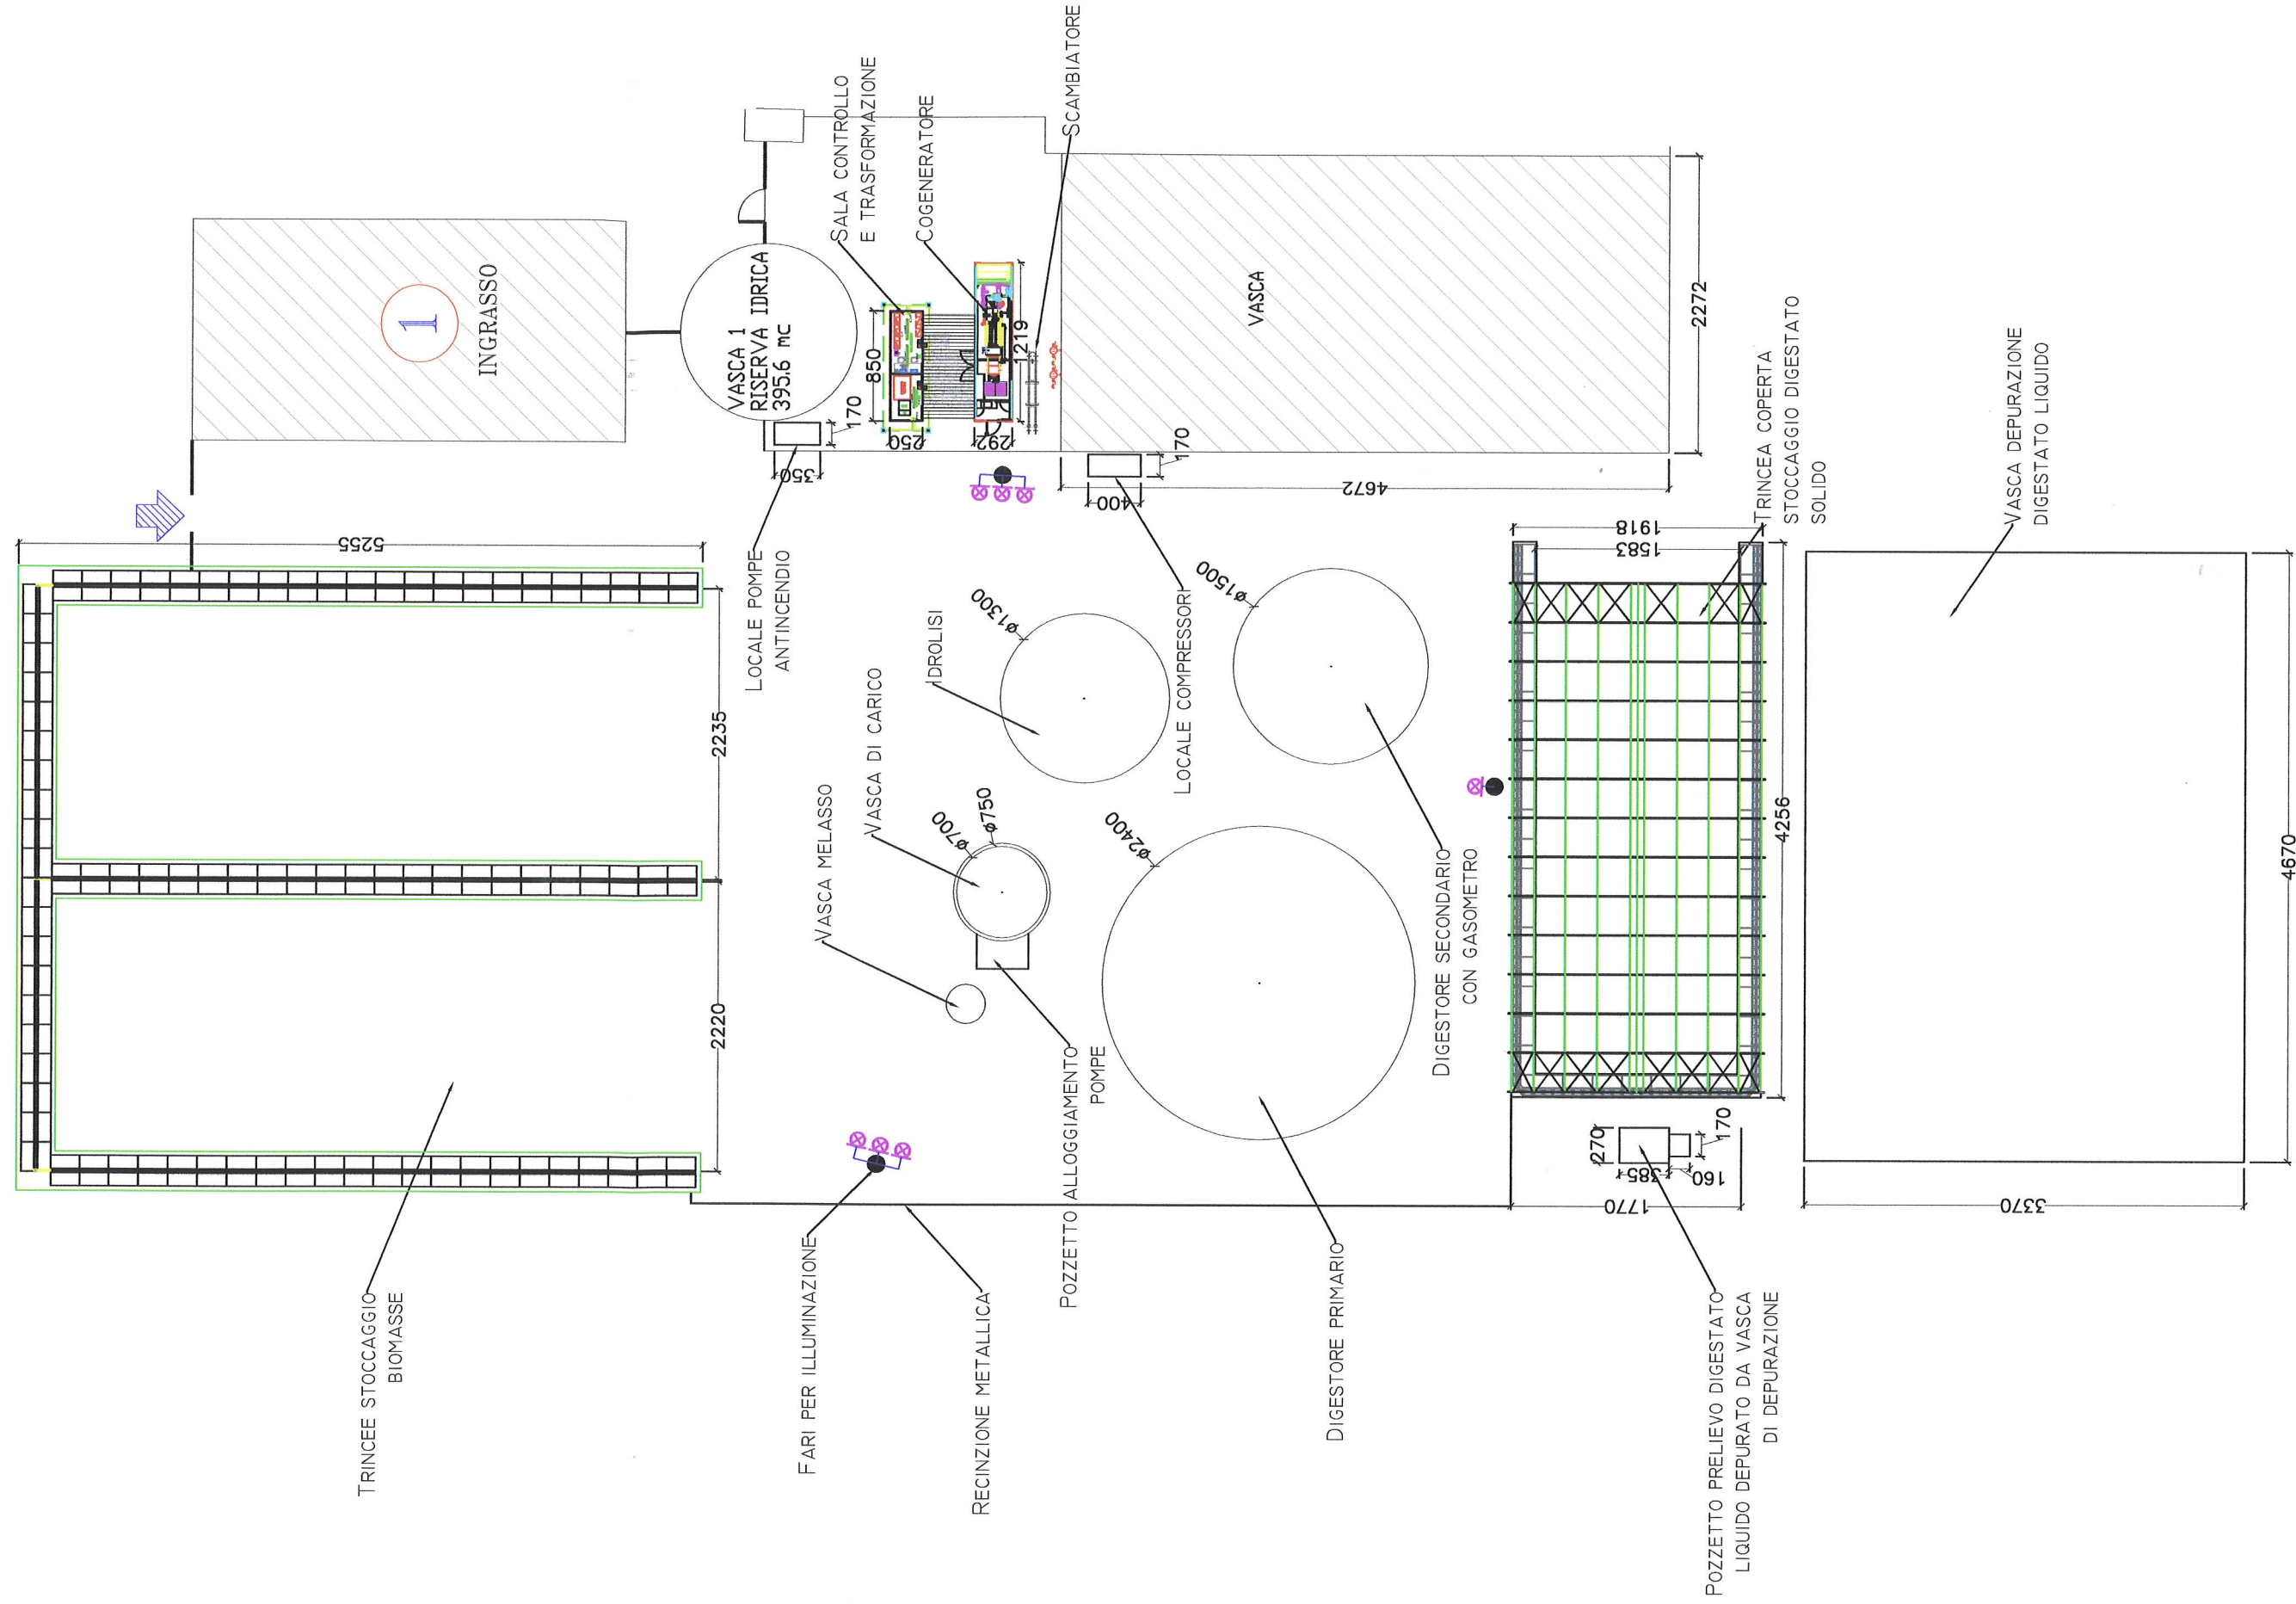 1
INGRASSO
VASCA 1
RISERVA IDRICA
395.6 MC
SALA CONTROLLO
E TRASFORMAZIONE
COGENERATORE
SCAMBIATORE
850
250
292
1219
350
170
400
170
4672
2272
VASCA
5255
2235
2220
LOCALE POMPE
ANTINCENDIO
LOCALE COMPRESSORI
IDROLISI
ø1300
ø1500
VASCA DI CARICO
ø700
ø750
VASCA MELASSO
ø2400
POZZETTO ALLOGGIAMENTO
POMPE
DIGESTORE SECONDARIO
CON GASOMETRO
DIGESTORE PRIMARIO
TRINCEE STOCCAGGIO
BIOMASSE
FARI PER ILLUMINAZIONE
RECINZIONE METALLICA
TRINCEA COPERTA
STOCCAGGIO DIGESTATO
SOLIDO
1918
1583
4256
VASCA DEPURAZIONE
DIGESTATO LIQUIDO
4670
3370
270
385
160
170
1770
POZZETTO PRELIEVO DIGESTATO
LIQUIDO DEPURATO DA VASCA
DI DEPURAZIONE